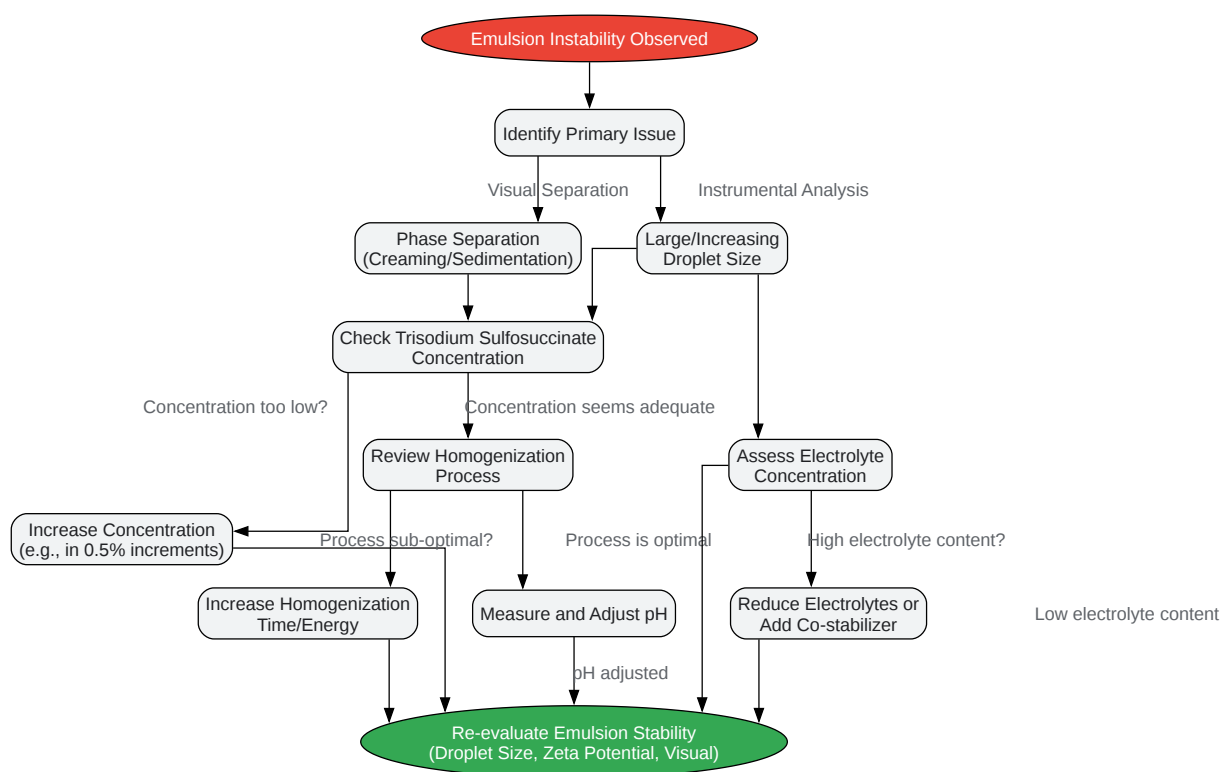 Emulsion Instability Observed
Identify Primary Issue
Visual Separation
Instrumental Analysis
Phase Separation
(Creaming/Sedimentation)
Large/Increasing
Droplet Size
Check Trisodium Sulfosuccinate
Concentration
Concentration too low?
Concentration seems adequate
Review Homogenization
Process
Assess Electrolyte
Concentration
Increase Concentration
(e.g., in 0.5% increments)
Process sub-optimal?
Process is optimal
High electrolyte content?
Increase Homogenization
Time/Energy
Measure and Adjust pH
Reduce Electrolytes or
Add Co-stabilizer
Low electrolyte content
pH adjusted
Re-evaluate Emulsion Stability
(Droplet Size, Zeta Potential, Visual)